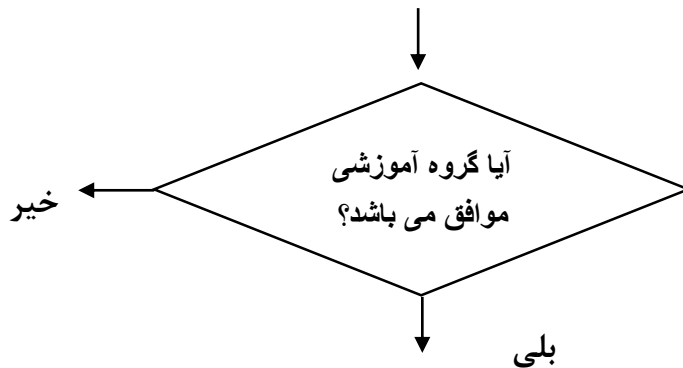 آیا گروه آموزشی
موافق می باشد؟
خیر
بلی